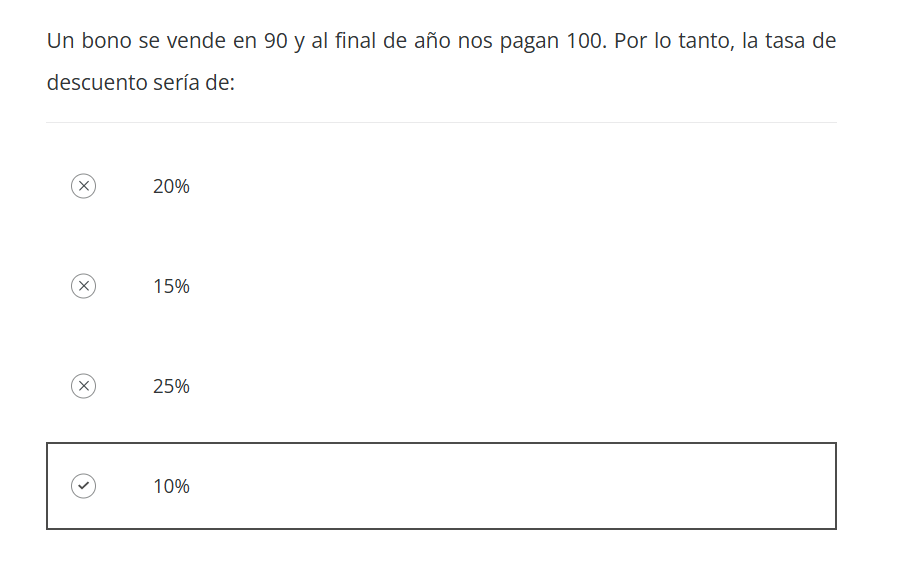 Un bono se vende en 90 y al final de año nos pagan 100. Por lo tanto, la tasa de
descuento sería de:
20%
15%
25%
10%